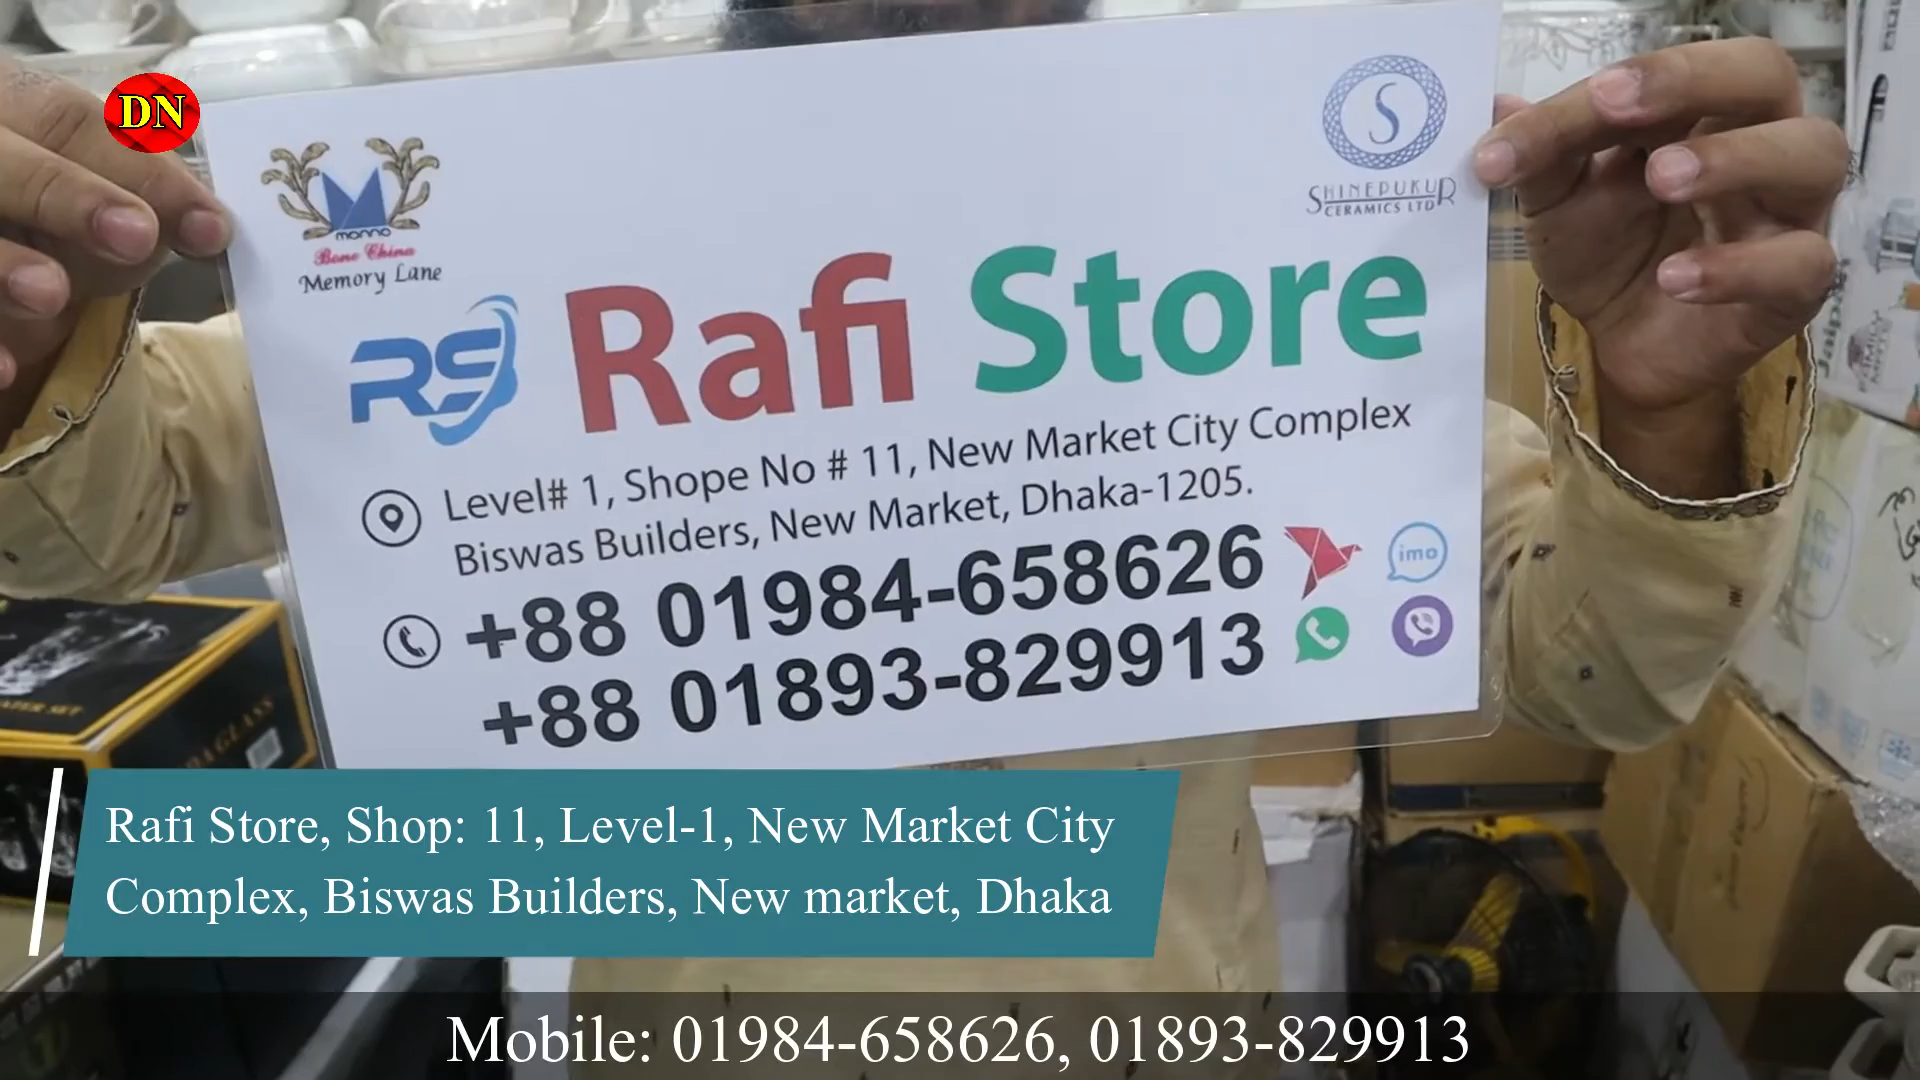 DN
monno
Bone China
Memory Lane
S
SHINEPUKUR
CERAMICS LTD
RS
Rafi Store
Level# 1, Shope No # 11, New Market City Complex
Biswas Builders, New Market, Dhaka-1205.
+88 01984-658626
imo
+88 01893-829913
Rafi Store, Shop: 11, Level-1, New Market City
Complex, Biswas Builders, New market, Dhaka
Mobile: 01984-658626, 01893-829913